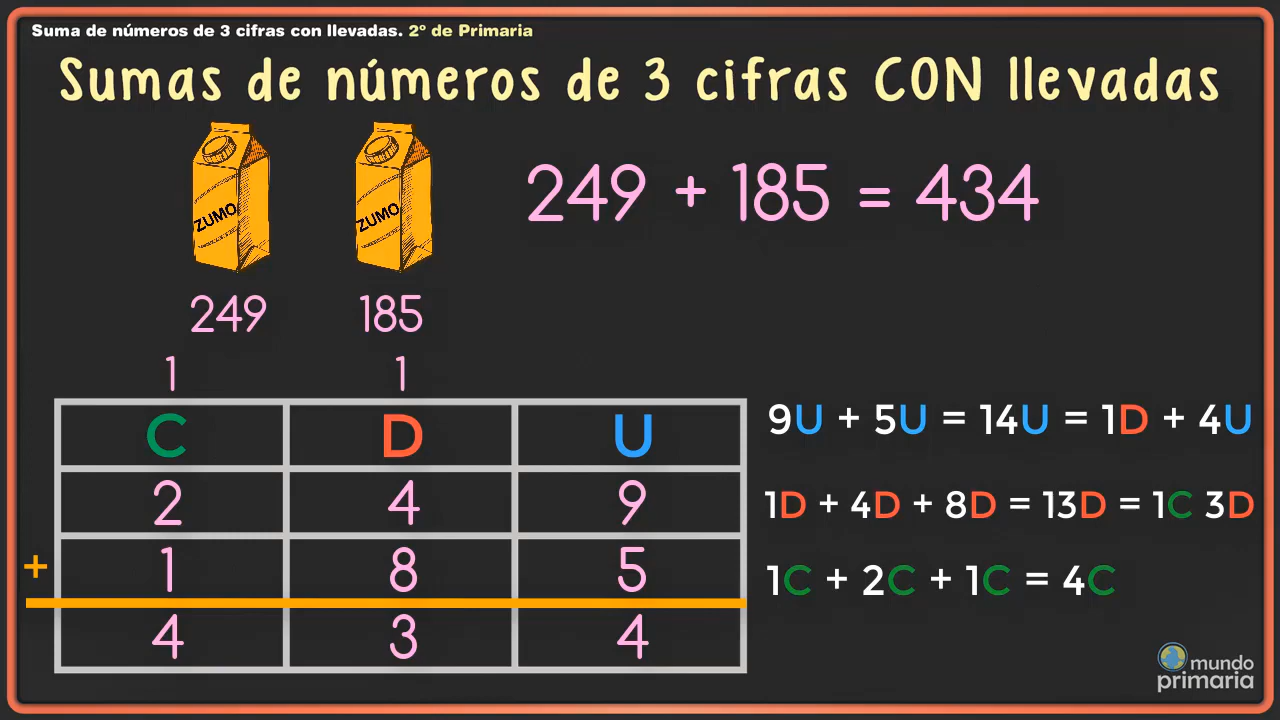 Suma de números de 3 cifras con llevadas. 2º de Primaria
Sumas de números de 3 cifras CON llevadas
ZUMO ZUMO
249 + 185 = 434
249 185
1 1
C D U
2 4 9
+ 1 8 5
4 3 4
9U + 5U = 14U = 1D + 4U
1D + 4D + 8D = 13D = 1C 3D
1C + 2C + 1C = 4C
mundo
primaria